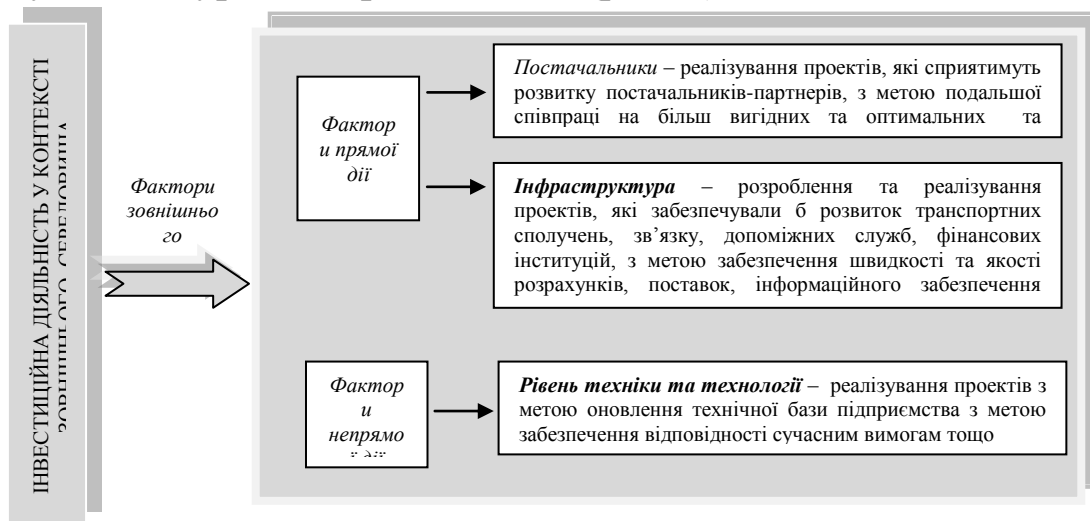 ІНВЕСТИЦІЙНА ДІЯЛЬНІСТЬ У КОНТЕКСТІ
ЗОВНІШНЬОГО СЕРЕДОВИЩА
Фактори
зовнішньо
го
Фактор
и прямої
дії
Постачальники – реалізування проектів, які сприятимуть
розвитку постачальників-партнерів, з метою подальшої
співпраці на більш вигідних та оптимальних та
Інфраструктура – розроблення та реалізування
проектів, які забезпечували б розвиток транспортних
сполучень, зв’язку, допоміжних служб, фінансових
інституцій, з метою забезпечення швидкості та якості
розрахунків, поставок, інформаційного забезпечення
Фактор
и
непрямо
ї дії
Рівень техніки та технології – реалізування проектів з
метою оновлення технічної бази підприємства з метою
забезпечення відповідності сучасним вимогам тощо